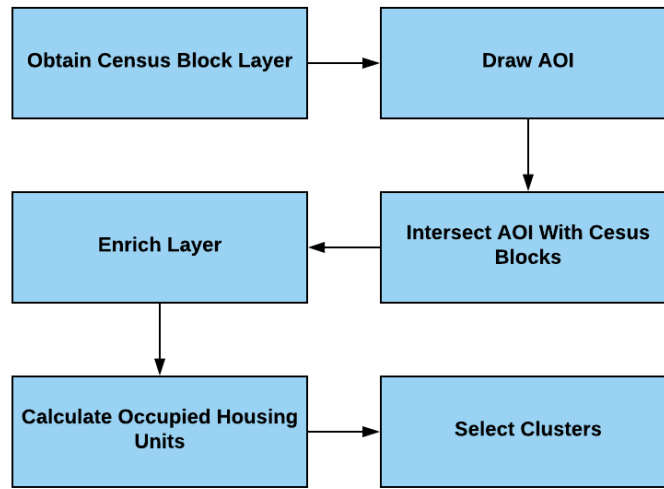 Obtain Census Block Layer
Draw AOI
Intersect AOI With Cesus
Blocks
Enrich Layer
Calculate Occupied Housing
Units
Select Clusters